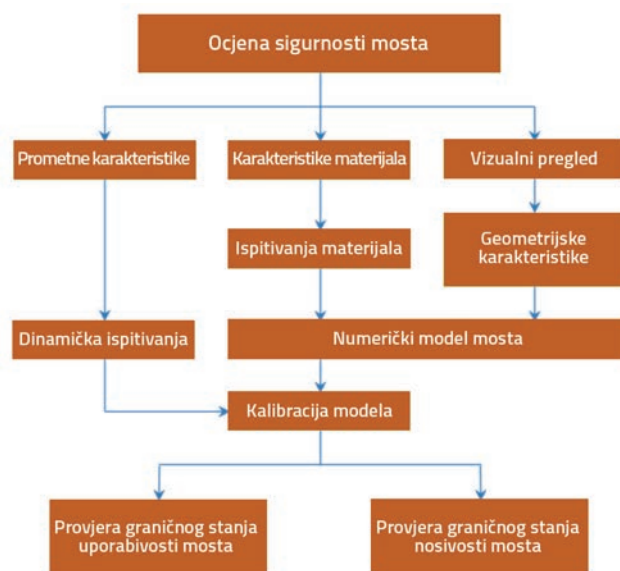 Ocjena sigurnosti mosta
Prometne karakteristike
Karakteristike materijala
Vizualni pregled
Ispitivanja materijala
Geometrijske
karakteristike
Dinamička ispitivanja
Numerički model mosta
Kalibracija modela
Provjera graničnog stanja
uporabivosti mosta
Provjera graničnog stanja
nosivosti mosta